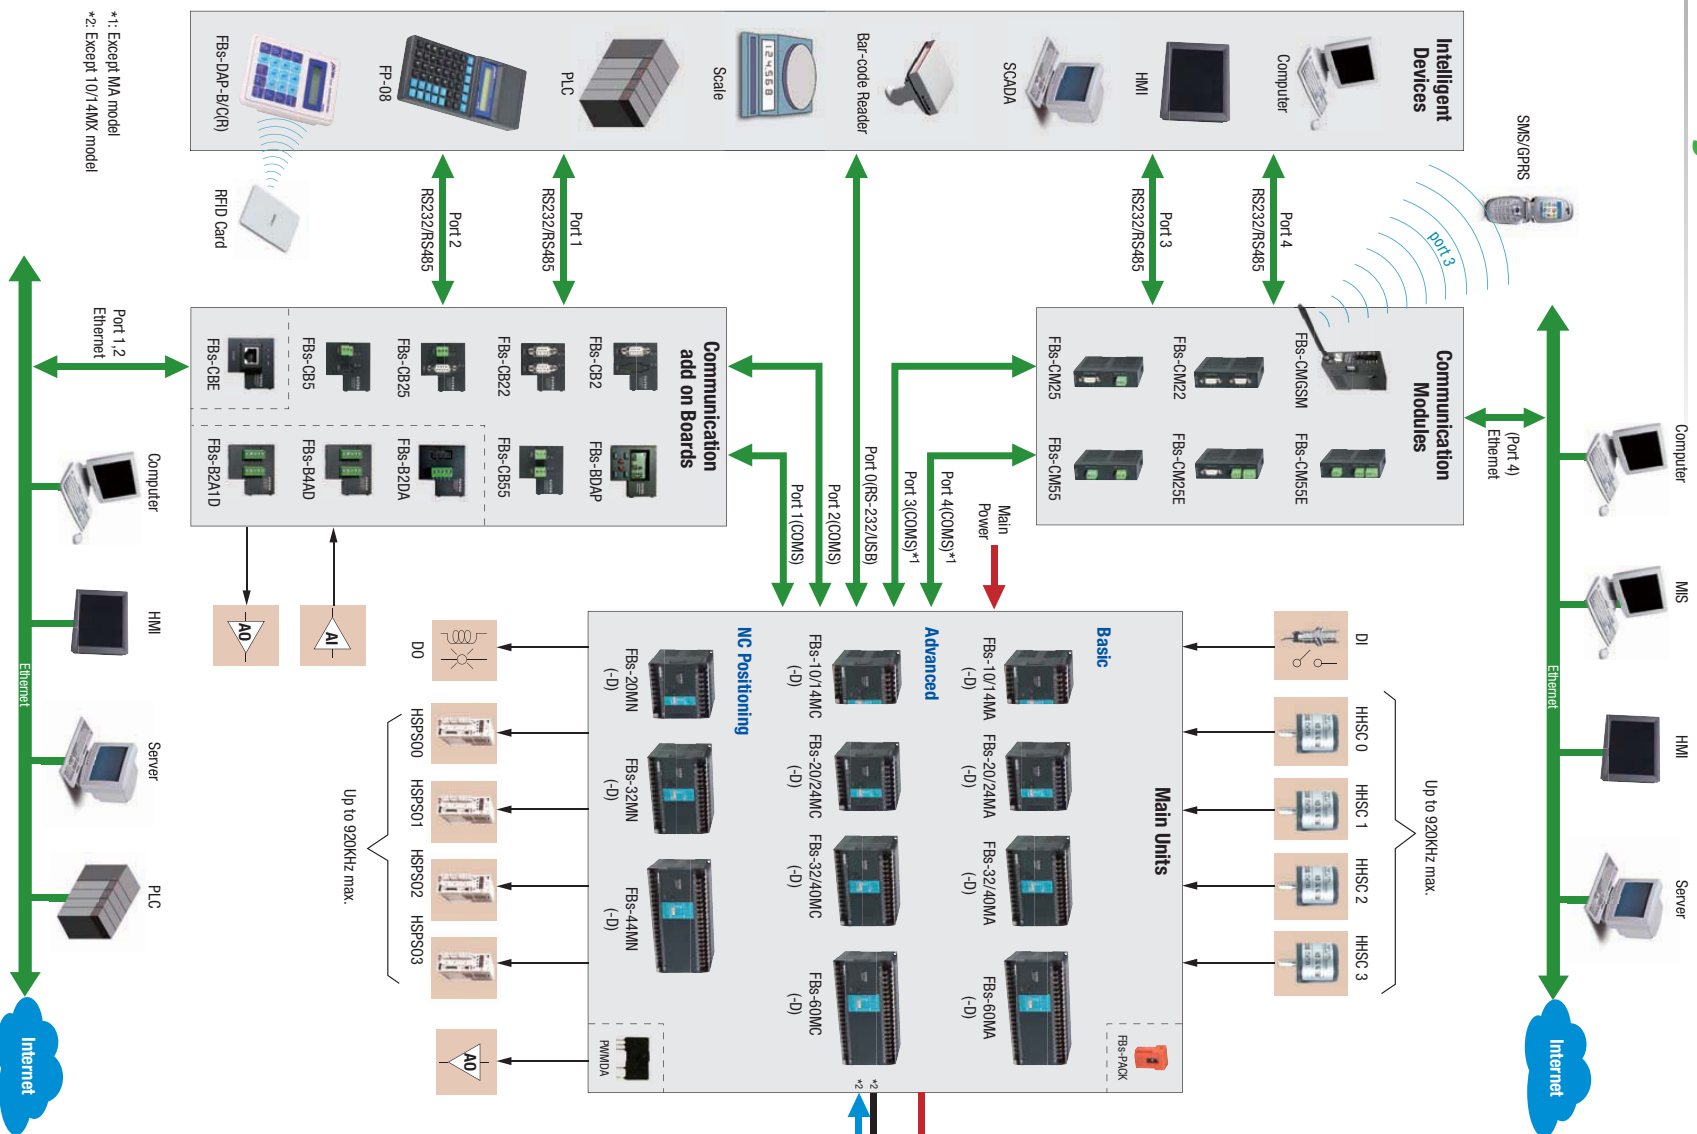 Intelligent
Devices
Computer
HMI
SCADA
Bar-code Reader
Scale
124.568
PLC
FP-08
FBs-DAP-B/C(R)
RFID Card
*1: Except MA model
*2: Except 10/14MX model
SMS/GPRS
port 3
Port 4
RS232/RS485
Port 3
RS232/RS485
Port 1
RS232/RS485
Port 2
RS232/RS485
Communication
Modules
FBs-CMGSM
FBs-CM22
FBs-CM25
FBs-CM55E
FBs-CM25E
FBs-CM55
(Port 4)
Ethernet
Communication
add on Boards
FBs-CB2
FBs-CB22
FBs-CB25
FBs-CB5
FBs-CBE
FBs-BDAP
FBs-CB55
FBs-B2DA
FBs-B4AD
FBs-B2A1D
Port 1,2
Ethernet
Main
Power
Port 4(COMS)*1
Port 3(COMS)*1
Port 0(RS-232/USB)
Port 2(COMS)
Port 1(COMS)
AI
AO
Main Units
Basic
FBs-10/14MA
(-D)
FBs-20/24MA
(-D)
FBs-32/40MA
(-D)
FBs-60MA
(-D)
Advanced
FBs-10/14MC
(-D)
FBs-20/24MC
(-D)
FBs-32/40MC
(-D)
FBs-60MC
(-D)
NC Positioning
FBs-20MN
(-D)
FBs-32MN
(-D)
FBs-44MN
(-D)
FBs-PACK
PWMDA
*2
*2
DI
HHSC 0
HHSC 1
HHSC 2
HHSC 3
Up to 920KHz max.
DO
HSPSO0
HSPSO1
HSPSO2
HSPSO3
Up to 920KHz max.
AO
Computer
MIS
HMI
Server
Ethernet
Internet
Computer
HMI
Server
PLC
Ethernet
Internet